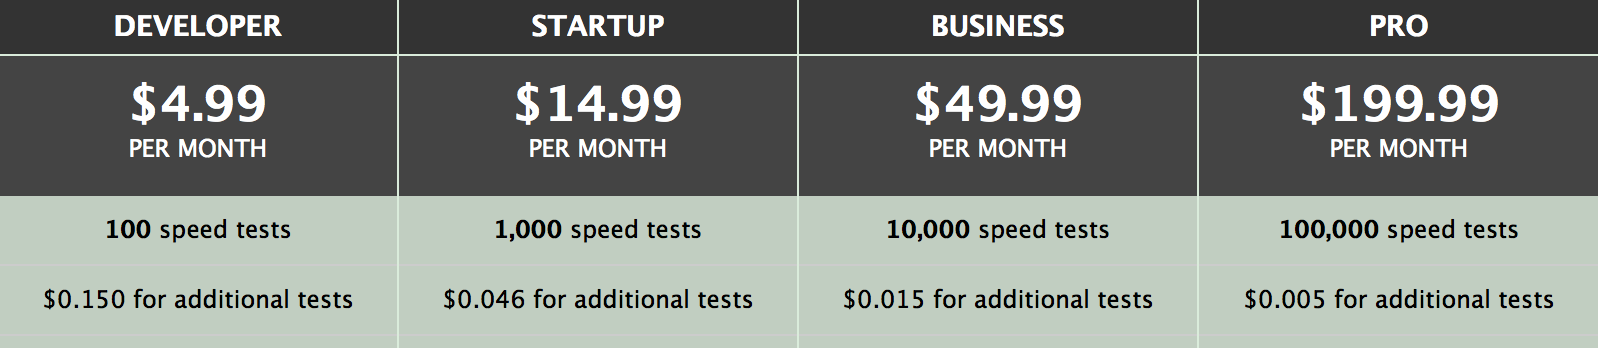 DEVELOPER STARTUP BUSINESS PRO
$4.99 $14.99 $49.99 $199.99
PER MONTH PER MONTH PER MONTH PER MONTH
100 speed tests 1,000 speed tests 10,000 speed tests 100,000 speed tests
$0.150 for additional tests $0.046 for additional tests $0.015 for additional tests $0.005 for additional tests